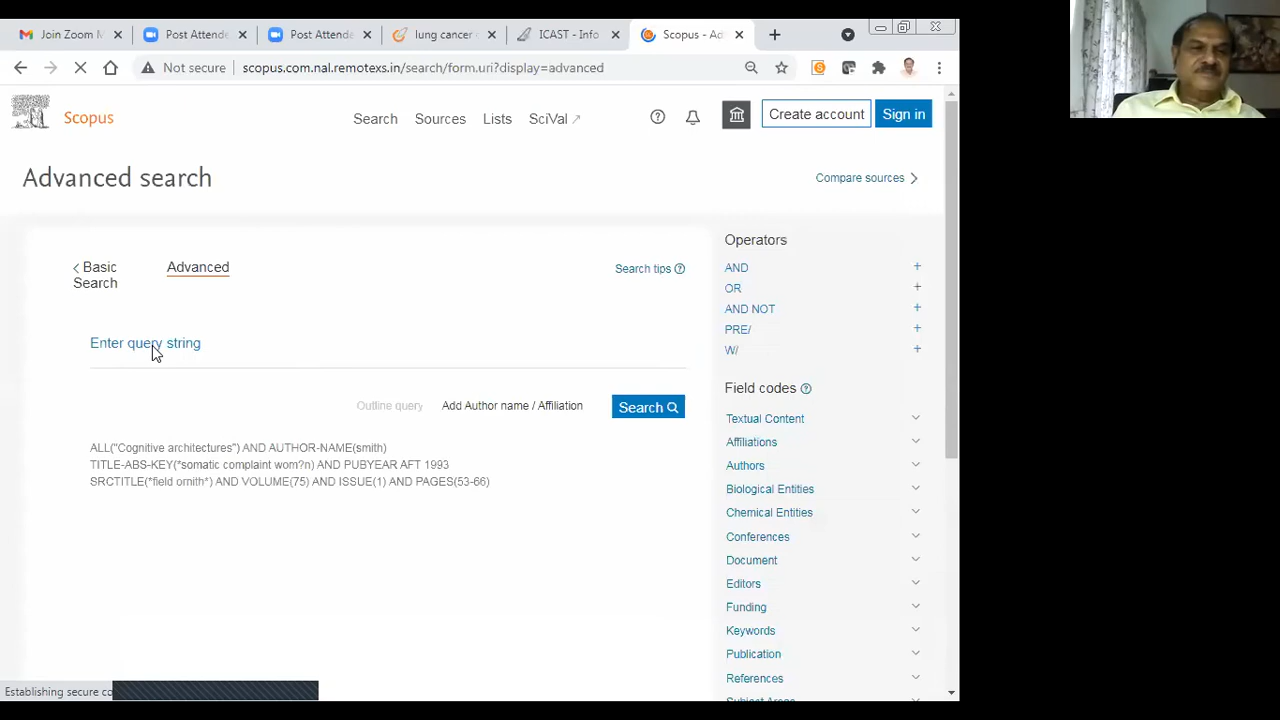 Join Zoom M
Post Attende
Post Attende
lung cancer
ICAST - Info
Scopus - Ad
Not secure
scopus.com.nal.remotexs.in/search/form.uri?display=advanced
Scopus
Search
Sources
Lists
SciVal
Create account
Sign in
Advanced search
Compare sources
Basic
Search
Advanced
Search tips
Enter query string
Outline query
Add Author name / Affiliation
Search
ALL("Cognitive architectures") AND AUTHOR-NAME(smith)
TITLE-ABS-KEY(*somatic complaint wom?n) AND PUBYEAR AFT 1993
SRCTITLE(*field ornith*) AND VOLUME(75) AND ISSUE(1) AND PAGES(53-66)
Operators
AND
OR
AND NOT
PRE/
W/
Field codes
Textual Content
Affiliations
Authors
Biological Entities
Chemical Entities
Conferences
Document
Editors
Funding
Keywords
Publication
References
Subject Areas
Establishing secure co